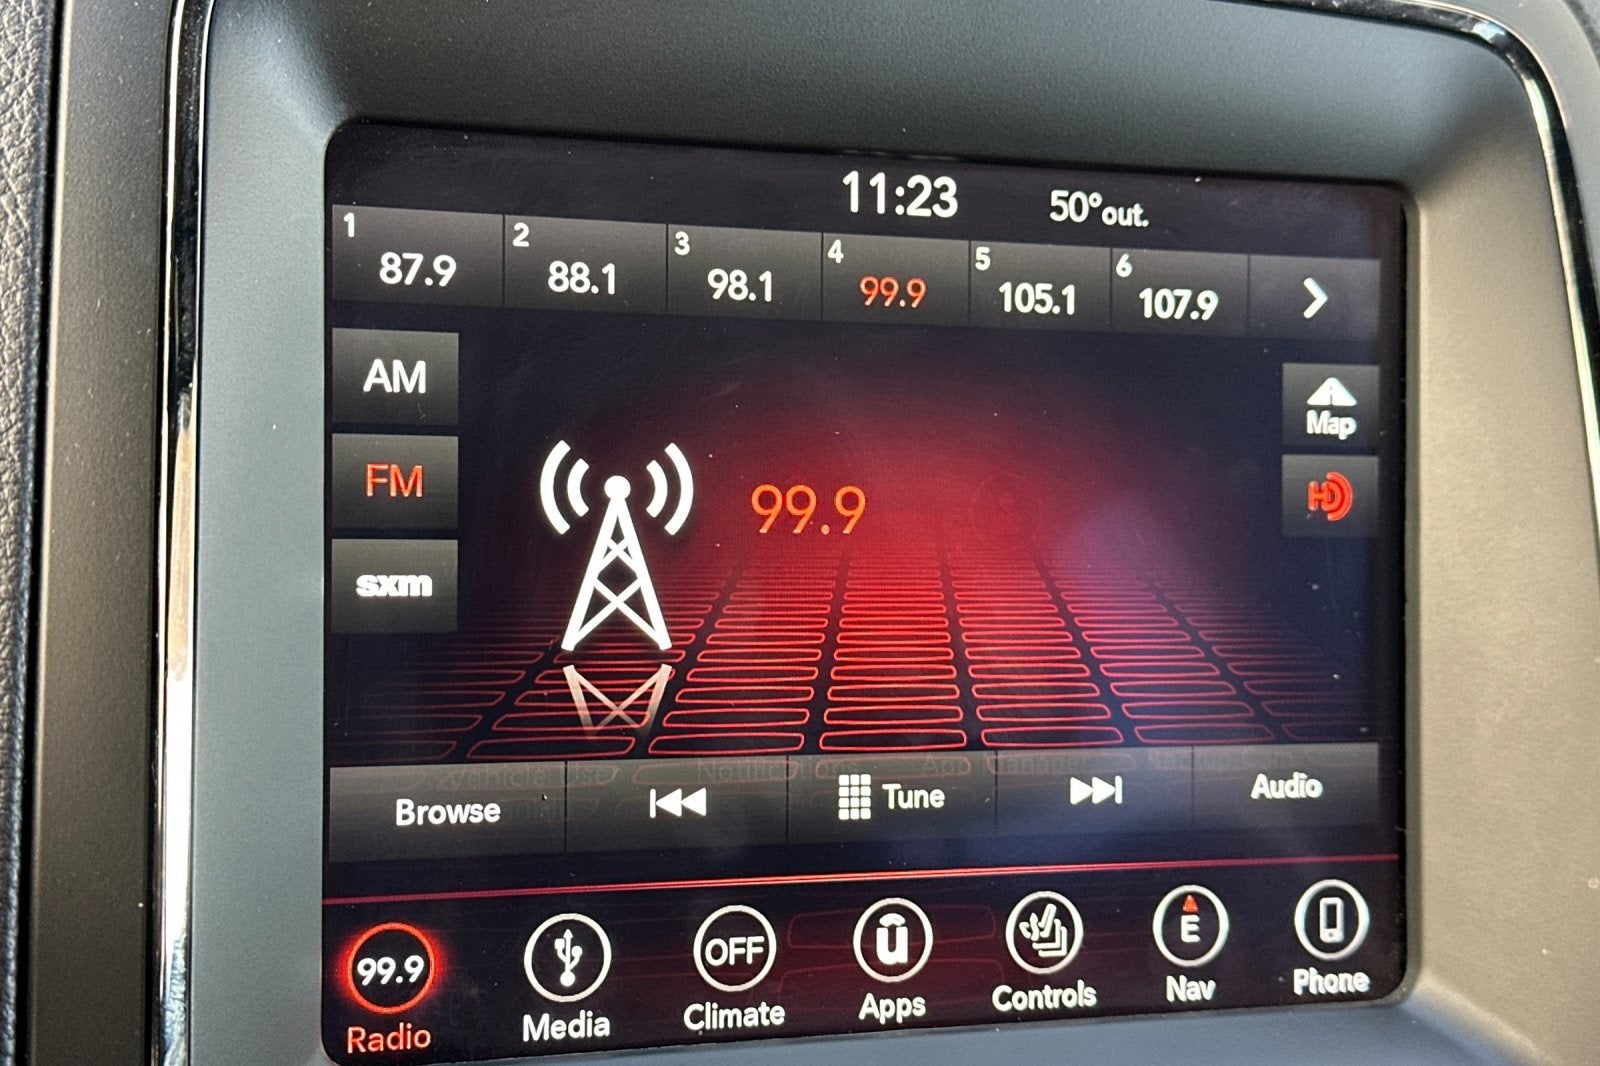 11:23 50°out.
1 87.9 2 88.1 3 98.1 4 99.9 5 105.1 6 107.9
AM
Map
FM
HD
99.9
sxm
Browse Tune Audio
99.9 OFF u E
Radio Media Climate Apps Controls Nav Phone